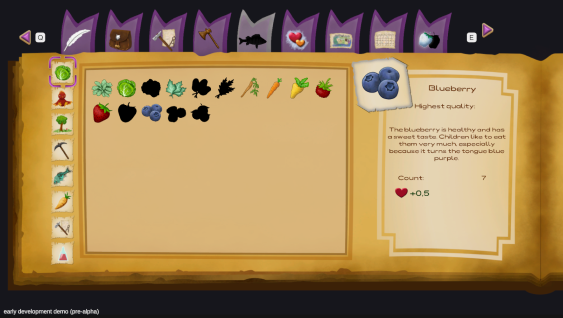 Q
E
Blueberry
Highest quality:
The blueberry is healthy and has
a sweet taste. Children like to eat
them very much, especially
because it turns the tongue blue
purple.
Count: 7
+0,5
early development demo (pre-alpha)